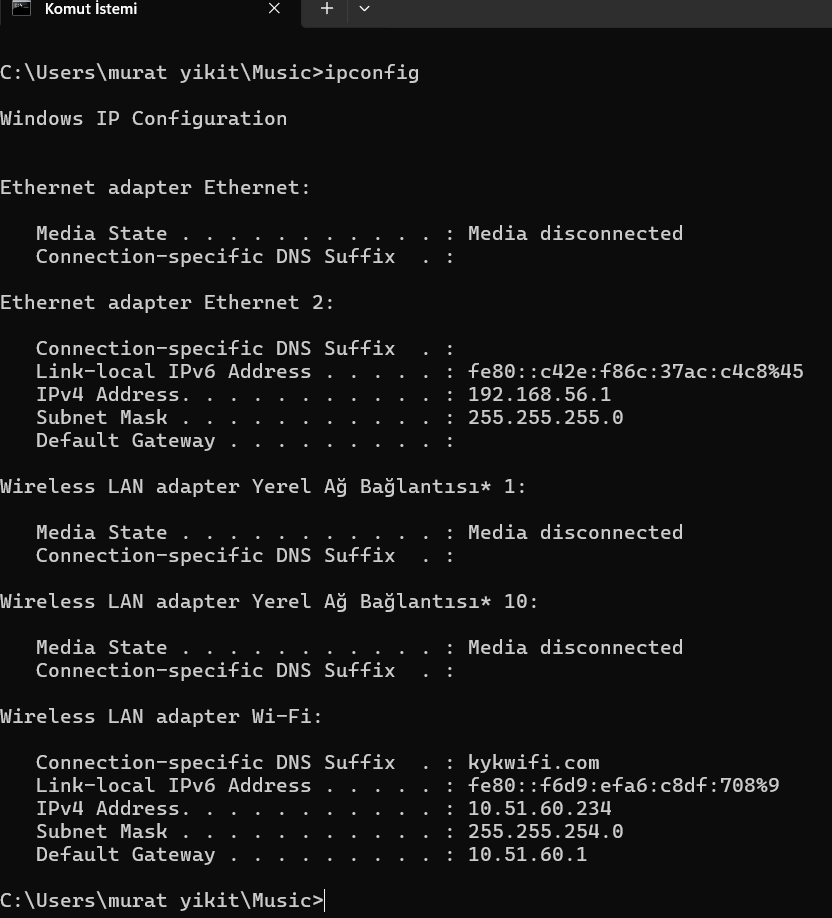 Komut İstemi
C:\Users\murat yikit\Music>ipconfig
Windows IP Configuration
Ethernet adapter Ethernet:
Media State . . . . . . . . . . . : Media disconnected
Connection-specific DNS Suffix  . :
Ethernet adapter Ethernet 2:
Connection-specific DNS Suffix  . :
Link-local IPv6 Address . . . . . : fe80::c42e:f86c:37ac:c4c8%45
IPv4 Address. . . . . . . . . . . : 192.168.56.1
Subnet Mask . . . . . . . . . . . : 255.255.255.0
Default Gateway . . . . . . . . . :
Wireless LAN adapter Yerel Ağ Bağlantısı* 1:
Media State . . . . . . . . . . . : Media disconnected
Connection-specific DNS Suffix  . :
Wireless LAN adapter Yerel Ağ Bağlantısı* 10:
Media State . . . . . . . . . . . : Media disconnected
Connection-specific DNS Suffix  . :
Wireless LAN adapter Wi-Fi:
Connection-specific DNS Suffix  . : kykwifi.com
Link-local IPv6 Address . . . . . : fe80::f6d9:efa6:c8df:708%9
IPv4 Address. . . . . . . . . . . : 10.51.60.234
Subnet Mask . . . . . . . . . . . : 255.255.254.0
Default Gateway . . . . . . . . . : 10.51.60.1
C:\Users\murat yikit\Music>